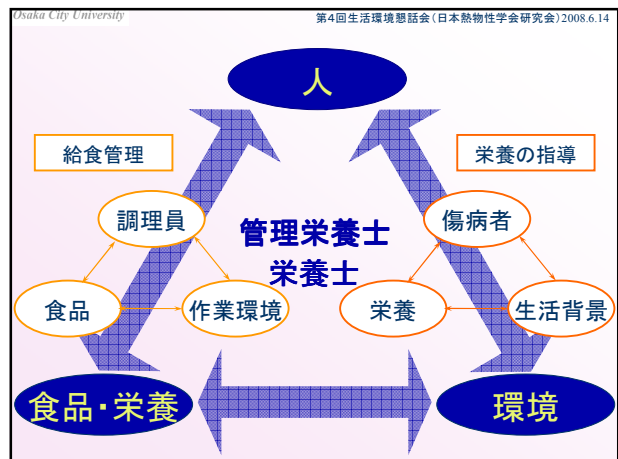 Osaka City University
第4回生活環境懇話会(日本熱物性学会研究会)2008.6.14
人
給食管理
栄養の指導
調理員
傷病者
管理栄養士
栄養士
食品
作業環境
栄養
生活背景
食品・栄養
環境